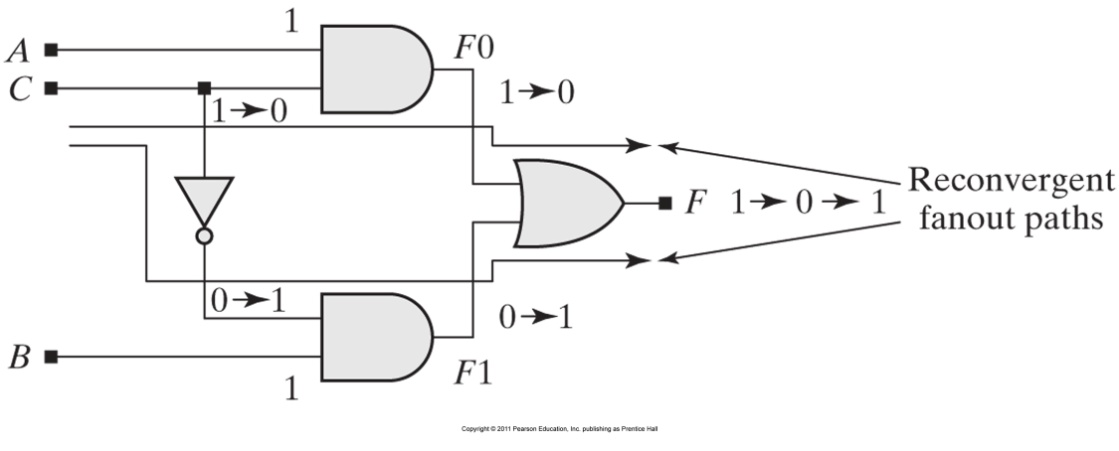 1
A
F0
C
1→0
1→0
Reconvergent
F 1→0→1
fanout paths
0→1
0→1
B
F1
1
Copyright © 2011 Pearson Education, Inc. publishing as Prentice Hall